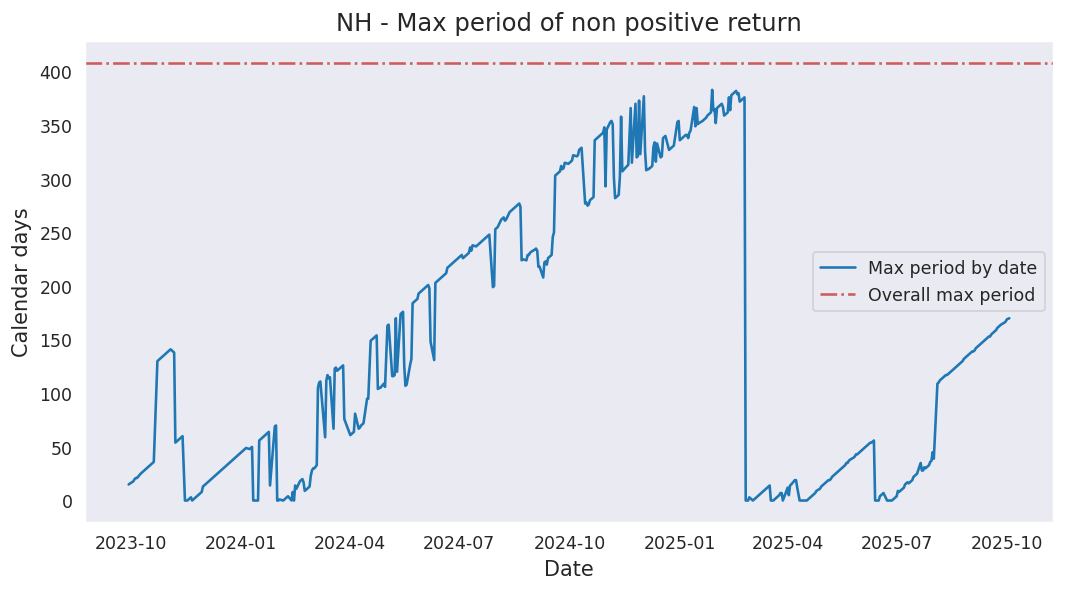 NH - Max period of non positive return
Calendar days
400
350
300
250
200
150
100
50
0
Max period by date
Overall max period
2023-10 2024-01 2024-04 2024-07 2024-10 2025-01 2025-04 2025-07 2025-10
Date